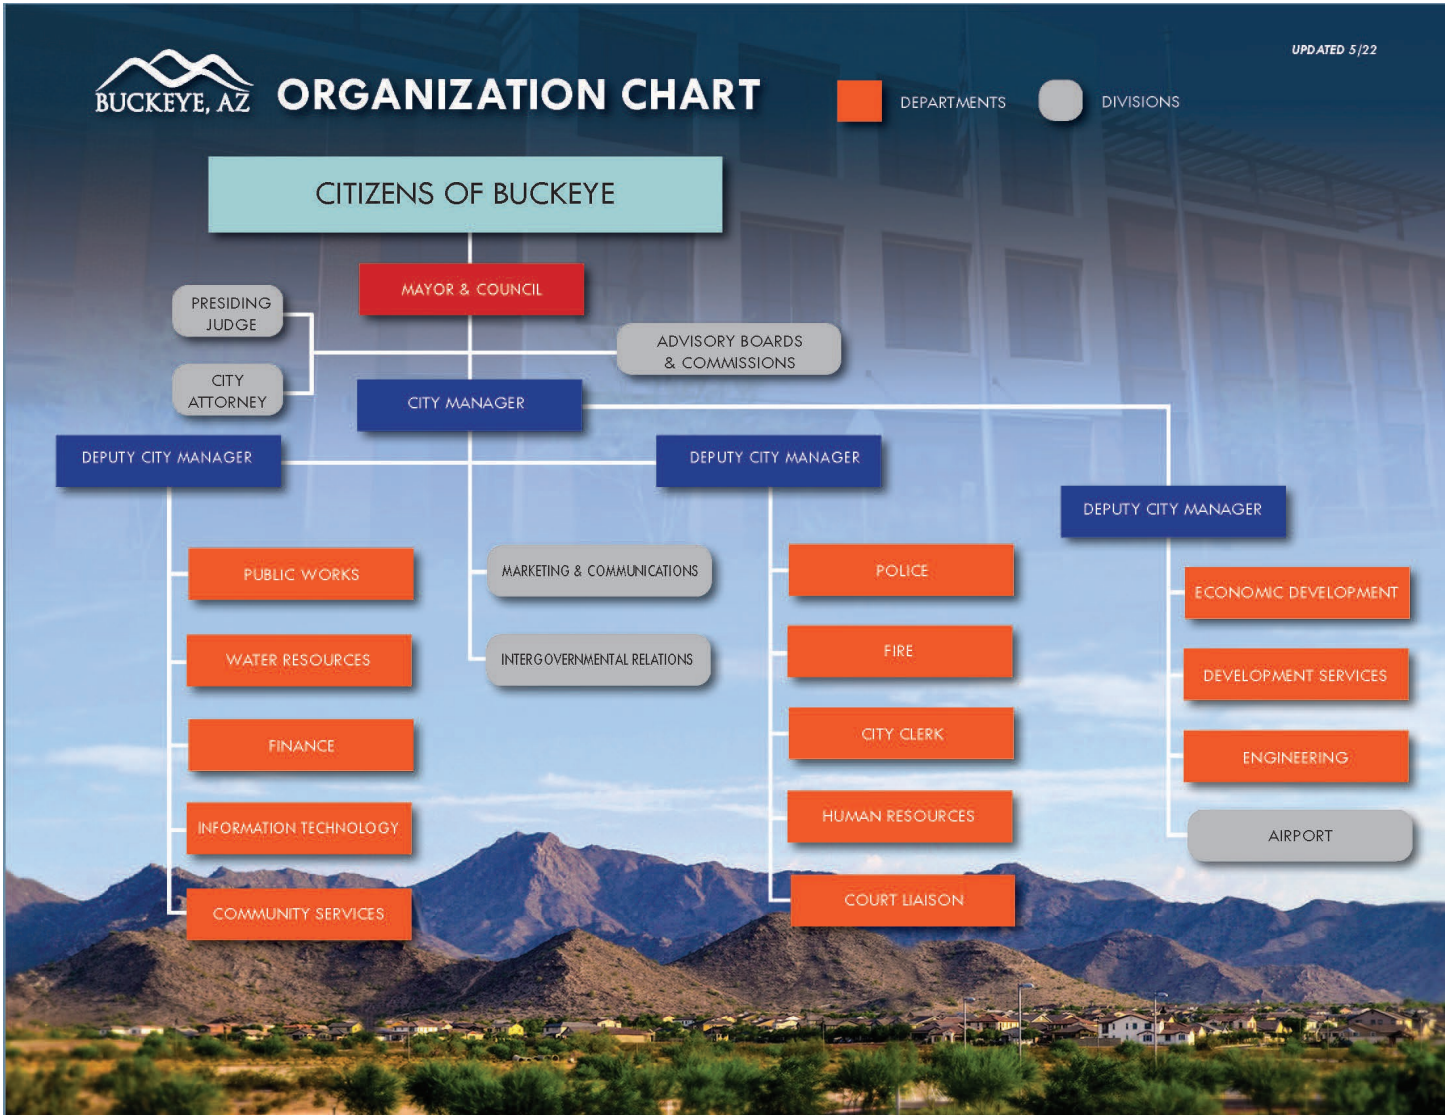 UPDATED 5/22
BUCKEYE, AZ
ORGANIZATION CHART
DEPARTMENTS
DIVISIONS
CITIZENS OF BUCKEYE
MAYOR & COUNCIL
PRESIDING
JUDGE
ADVISORY BOARDS
& COMMISSIONS
CITY
ATTORNEY
CITY MANAGER
DEPUTY CITY MANAGER
DEPUTY CITY MANAGER
DEPUTY CITY MANAGER
PUBLIC WORKS
WATER RESOURCES
FINANCE
INFORMATION TECHNOLOGY
COMMUNITY SERVICES
MARKETING & COMMUNICATIONS
INTERGOVERNMENTAL RELATIONS
POLICE
FIRE
CITY CLERK
HUMAN RESOURCES
COURT LIAISON
ECONOMIC DEVELOPMENT
DEVELOPMENT SERVICES
ENGINEERING
AIRPORT